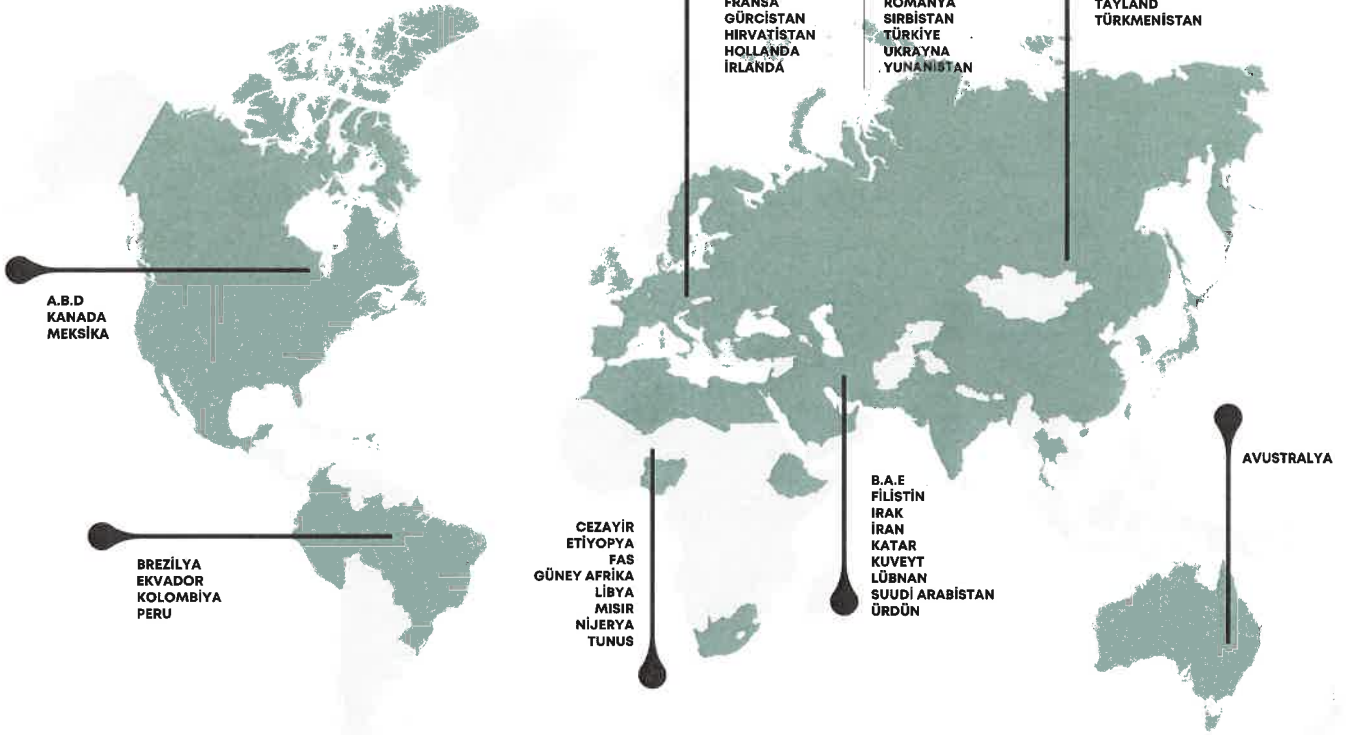 FRANSA
GÜRCİSTAN
HIRVATİSTAN
HOLLANDA
İRLANDA
ROMANYA
SIRBİSTAN
TÜRKİYE
UKRAYNA
YUNANİSTAN
TAYLAND
TÜRKMENİSTAN
A.B.D
KANADA
MEKSİKA
AVUSTRALYA
B.A.E
FİLİSTİN
IRAK
İRAN
KATAR
KUVEYT
LÜBNAN
SUUDİ ARABİSTAN
ÜRDÜN
CEZAYİR
ETİYOPYA
FAS
GÜNEY AFRİKA
LİBYA
MISIR
NİJERYA
TUNUS
BREZİLYA
EKVADOR
KOLOMBİYA
PERU